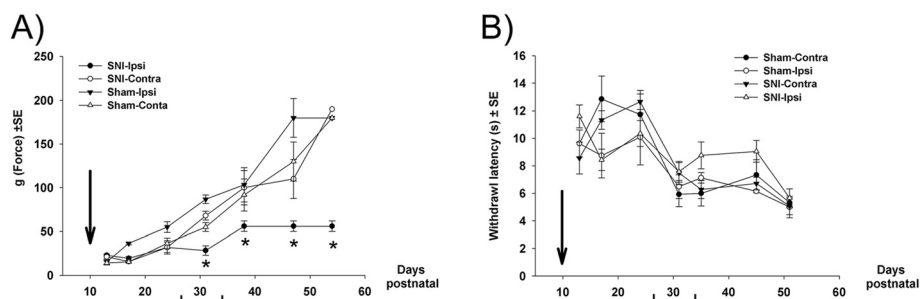 A)
250
200
150
100
50
0
g (Force) ±SE
SNI-Ipsi
SNI-Contra
Sham-Ipsi
Sham-Conta
* * * *
10 20 30 40 50 60
Days
postnatal
B)
16
14
12
10
8
6
4
2
0
Withdrawl latency (s) ± SE
Sham-Contra
Sham-Ipsi
SNI-Contra
SNI-Ipsi
10 20 30 40 50 60
Days
postnatal